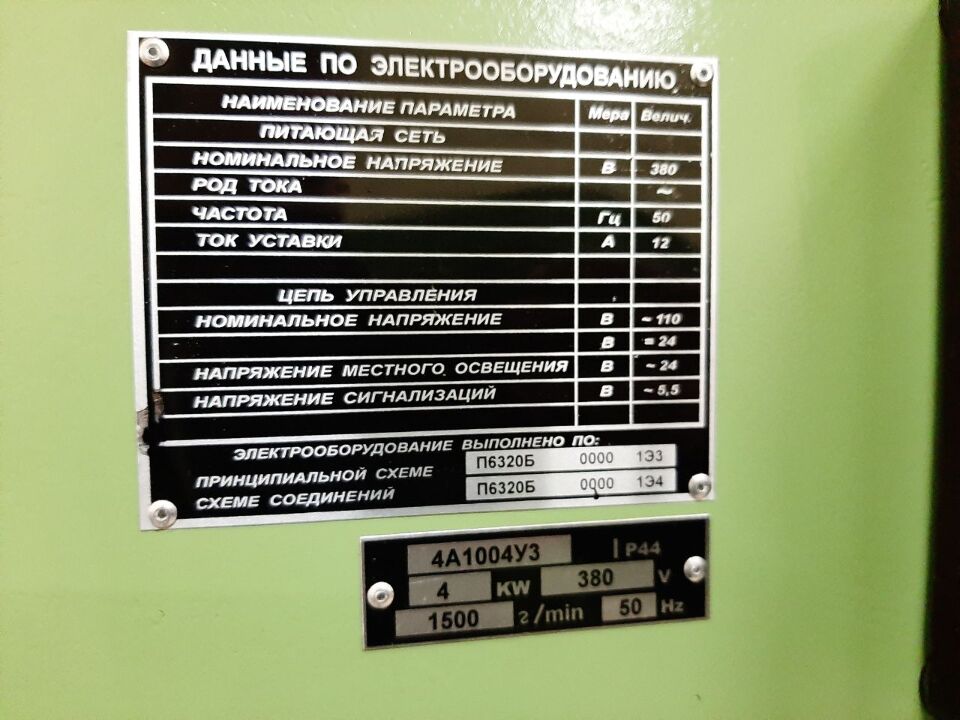 ДАННЫЕ ПО ЭЛЕКТРООБОРУДОВАНИЮ
НАИМЕНОВАНИЕ ПАРАМЕТРА Мера Велич.
ПИТАЮЩАЯ СЕТЬ
НОМИНАЛЬНОЕ НАПРЯЖЕНИЕ В 380
РОД ТОКА ~
ЧАСТОТА Гц 50
ТОК УСТАВКИ А 12
ЦЕПЬ УПРАВЛЕНИЯ
НОМИНАЛЬНОЕ НАПРЯЖЕНИЕ В ~ 110
В = 24
НАПРЯЖЕНИЕ МЕСТНОГО ОСВЕЩЕНИЯ В ~ 24
НАПРЯЖЕНИЕ СИГНАЛИЗАЦИЙ В ~ 5,5
ЭЛЕКТРООБОРУДОВАНИЕ ВЫПОЛНЕНО ПО:
ПРИНЦИПИАЛЬНОЙ СХЕМЕ П6320Б 0000 1Э3
СХЕМЕ СОЕДИНЕНИЙ П6320Б 0000 1Э4
4А1004У3 IP44
4 KW 380 V
1500 г/min 50 Hz